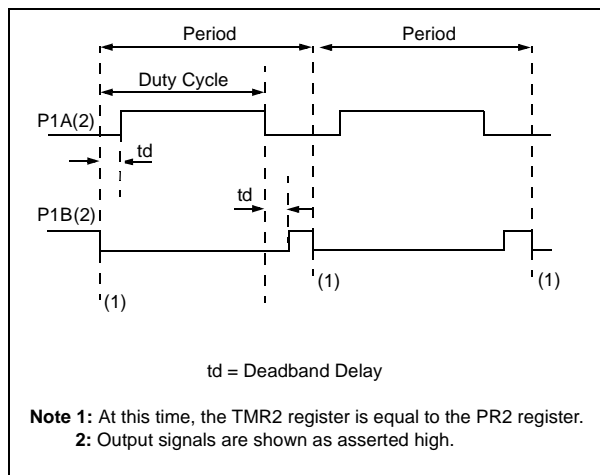 Period Period
Duty Cycle
P1A(2)
td
td
P1B(2)
(1) (1) (1)
td = Deadband Delay
Note 1: At this time, the TMR2 register is equal to the PR2 register.
2: Output signals are shown as asserted high.